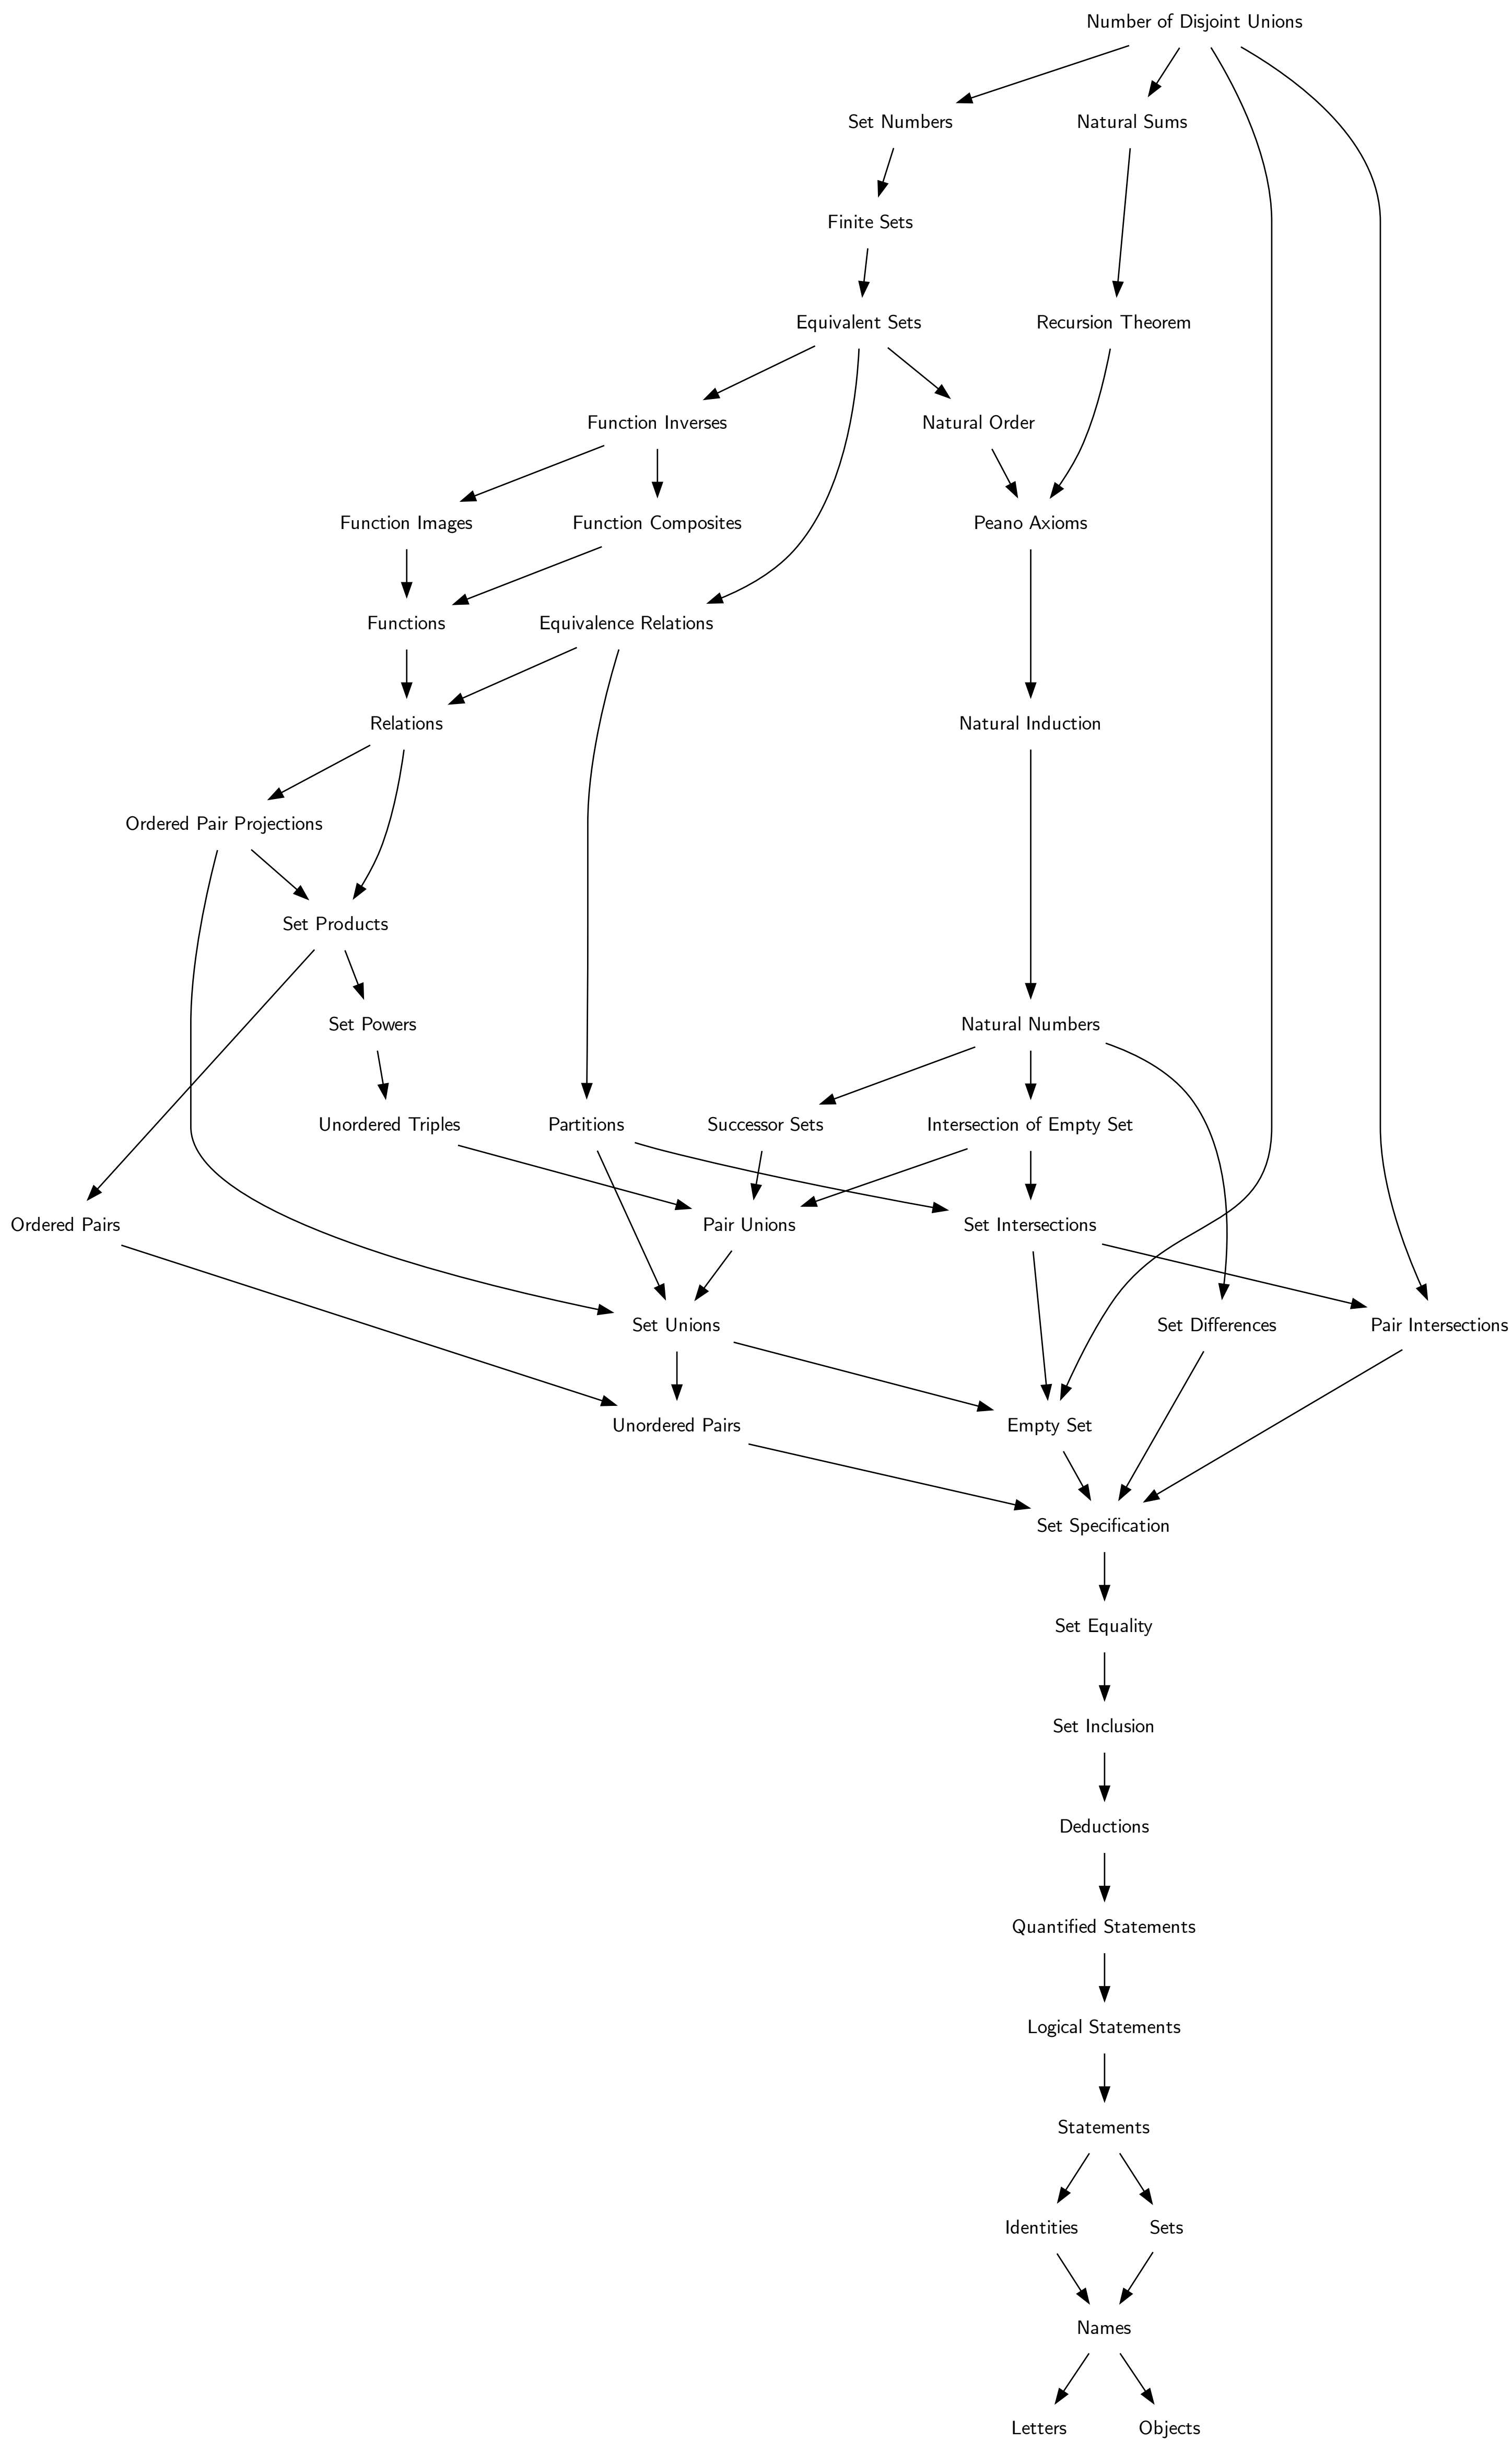 Number of Disjoint Unions
Set Numbers
Natural Sums
Finite Sets
Equivalent Sets
Recursion Theorem
Function Inverses
Natural Order
Function Images
Function Composites
Peano Axioms
Functions
Equivalence Relations
Relations
Natural Induction
Ordered Pair Projections
Set Products
Set Powers
Natural Numbers
Unordered Triples
Partitions
Successor Sets
Intersection of Empty Set
Ordered Pairs
Pair Unions
Set Intersections
Set Unions
Set Differences
Pair Intersections
Unordered Pairs
Empty Set
Set Specification
Set Equality
Set Inclusion
Deductions
Quantified Statements
Logical Statements
Statements
Identities
Sets
Names
Letters
Objects